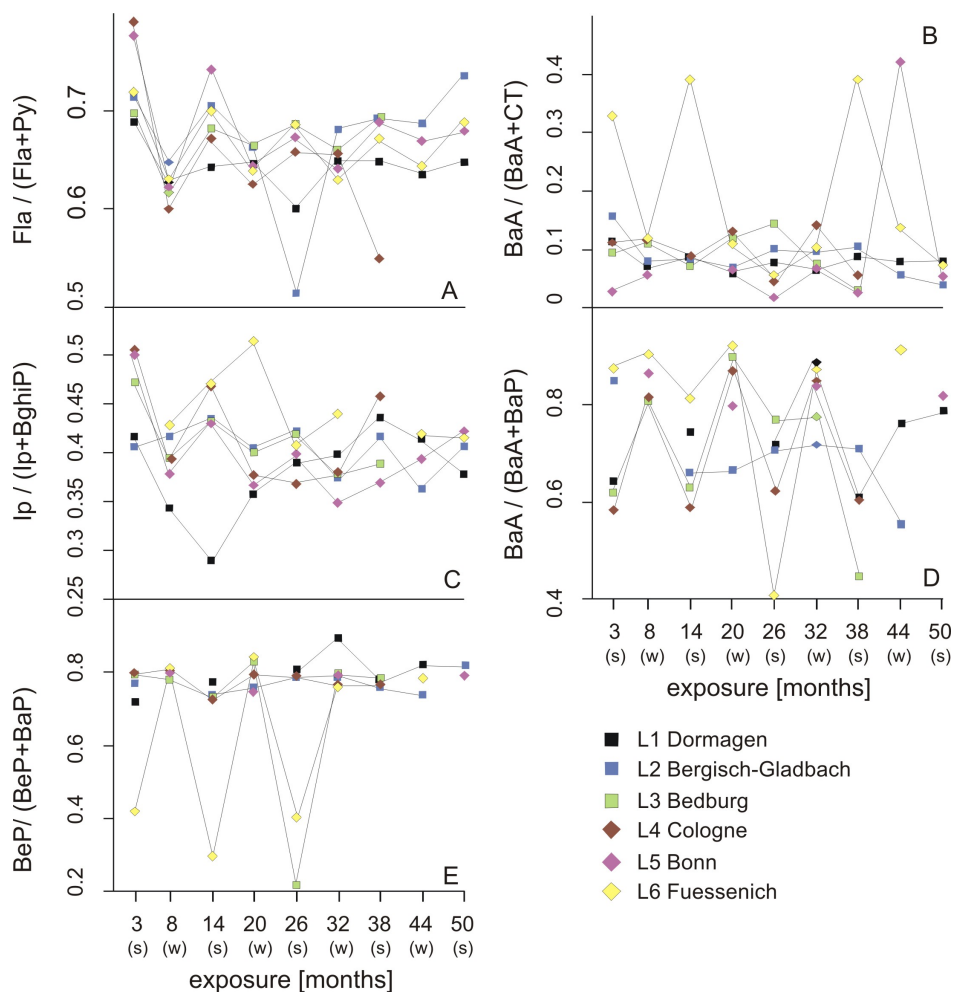 Fla / (Fla+Py)
0.7
0.6
0.5
A
BaA / (BaA+CT)
0.4
0.3
0.2
0.1
0
B
Ip / (Ip+BghiP)
0.5
0.45
0.4
0.35
0.3
0.25
C
BaA / (BaA+BaP)
0.8
0.6
0.4
D
3 8 14 20 26 32 38 44 50
(s) (w) (s) (w) (s) (w) (s) (w) (s)
exposure [months]
BeP/ (BeP+BaP)
0.8
0.6
0.4
0.2
E
3 8 14 20 26 32 38 44 50
(s) (w) (s) (w) (s) (w) (s) (w) (s)
exposure [months]
L1 Dormagen
L2 Bergisch-Gladbach
L3 Bedburg
L4 Cologne
L5 Bonn
L6 Fuessenich